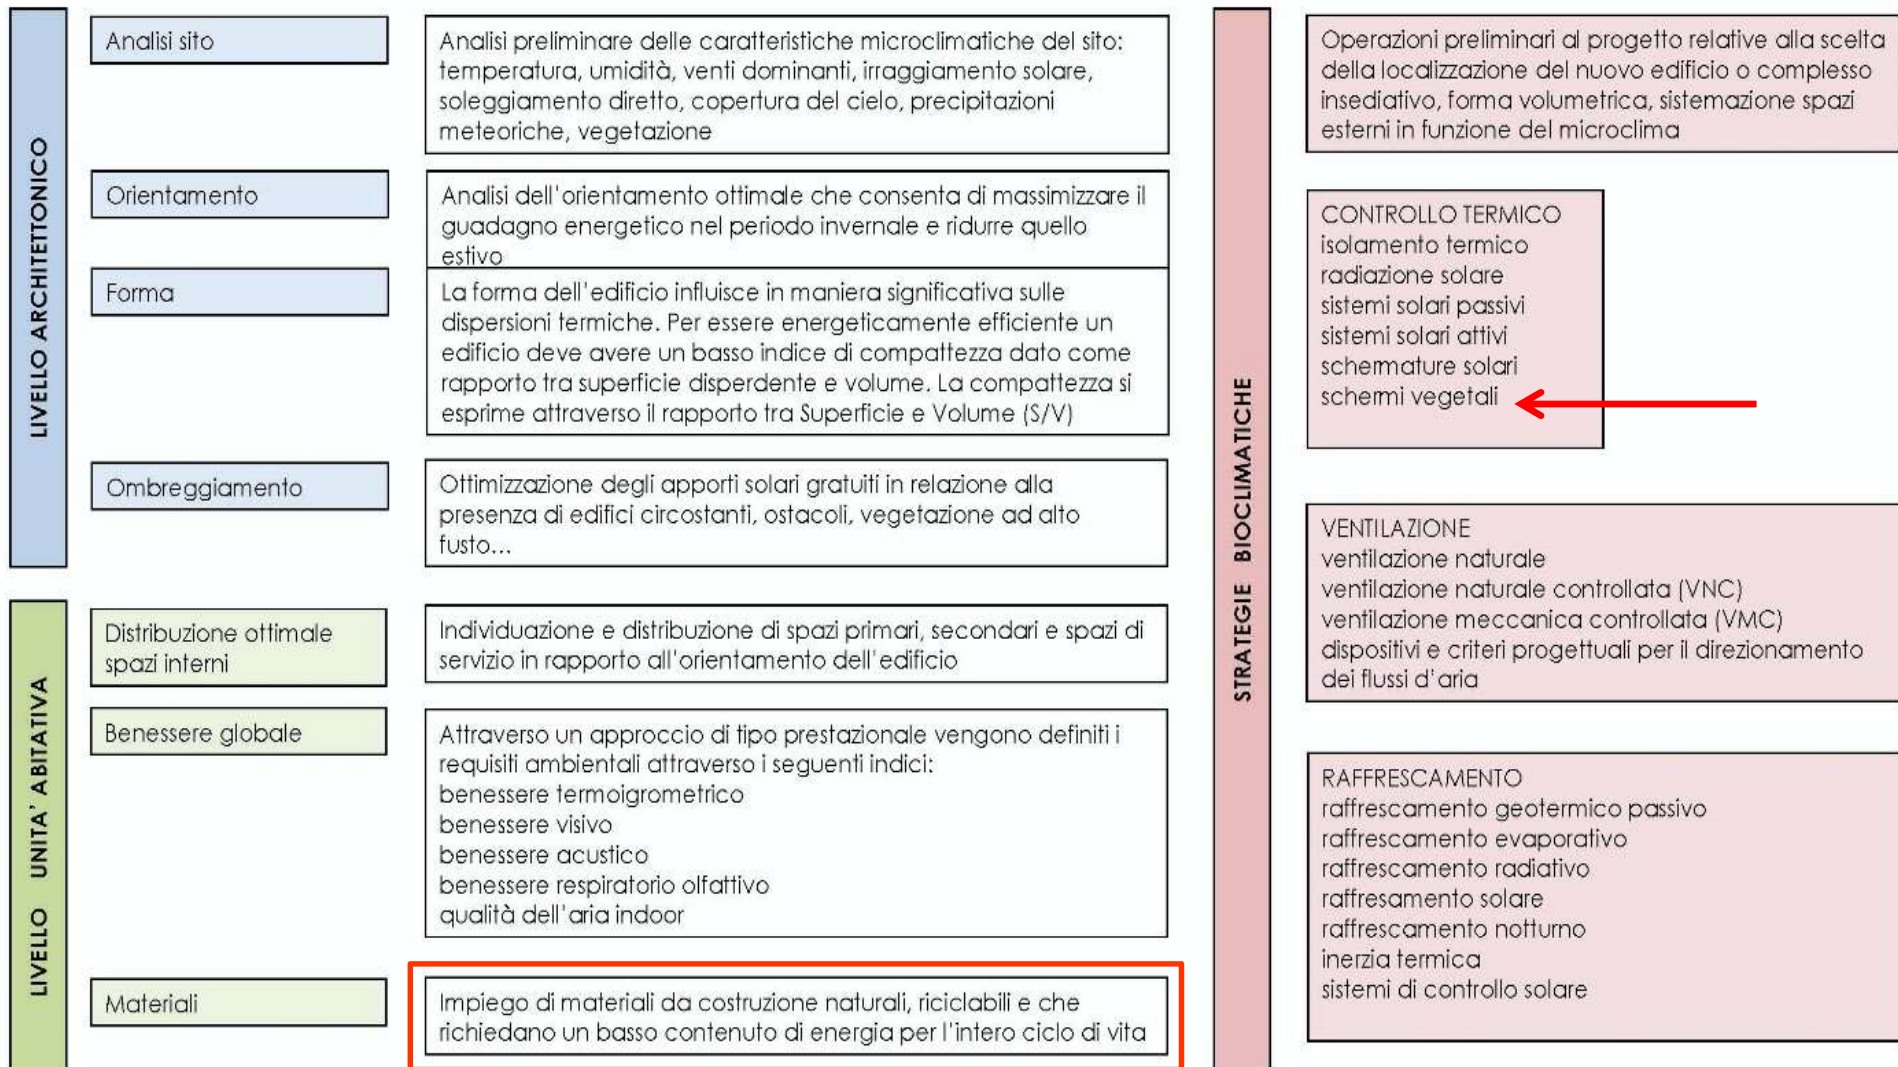 LIVELLO ARCHITETTONICO
Analisi sito
Analisi preliminare delle caratteristiche microclimatiche del sito:
temperatura, umidità, venti dominanti, irraggiamento solare,
soleggiamento diretto, copertura del cielo, precipitazioni
meteoriche, vegetazione
Orientamento
Analisi dell'orientamento ottimale che consenta di massimizzare il
guadagno energetico nel periodo invernale e ridurre quello
estivo
Forma
La forma dell'edificio influisce in maniera significativa sulle
dispersioni termiche. Per essere energeticamente efficiente un
edificio deve avere un basso indice di compattezza dato come
rapporto tra superficie disperdente e volume. La compattezza si
esprime attraverso il rapporto tra Superficie e Volume (S/V)
Ombreggiamento
Ottimizzazione degli apporti solari gratuiti in relazione alla
presenza di edifici circostanti, ostacoli, vegetazione ad alto
fusto...
LIVELLO UNITA' ABITATIVA
Distribuzione ottimale
spazi interni
Individuazione e distribuzione di spazi primari, secondari e spazi di
servizio in rapporto all'orientamento dell'edificio
Benessere globale
Attraverso un approccio di tipo prestazionale vengono definiti i
requisiti ambientali attraverso i seguenti indici:
benessere termoigrometrico
benessere visivo
benessere acustico
benessere respiratorio olfattivo
qualità dell'aria indoor
Materiali
Impiego di materiali da costruzione naturali, riciclabili e che
richiedano un basso contenuto di energia per l'intero ciclo di vita
STRATEGIE BIOCLIMATICHE
Operazioni preliminari al progetto relative alla scelta
della localizzazione del nuovo edificio o complesso
insediativo, forma volumetrica, sistemazione spazi
esterni in funzione del microclima
CONTROLLO TERMICO
isolamento termico
radiazione solare
sistemi solari passivi
sistemi solari attivi
schermature solari
schermi vegetali
VENTILAZIONE
ventilazione naturale
ventilazione naturale controllata (VNC)
ventilazione meccanica controllata (VMC)
dispositivi e criteri progettuali per il direzionamento
dei flussi d'aria
RAFFRESCAMENTO
raffrescamento geotermico passivo
raffrescamento evaporativo
raffrescamento radiativo
raffresamento solare
raffrescamento notturno
inerzia termica
sistemi di controllo solare